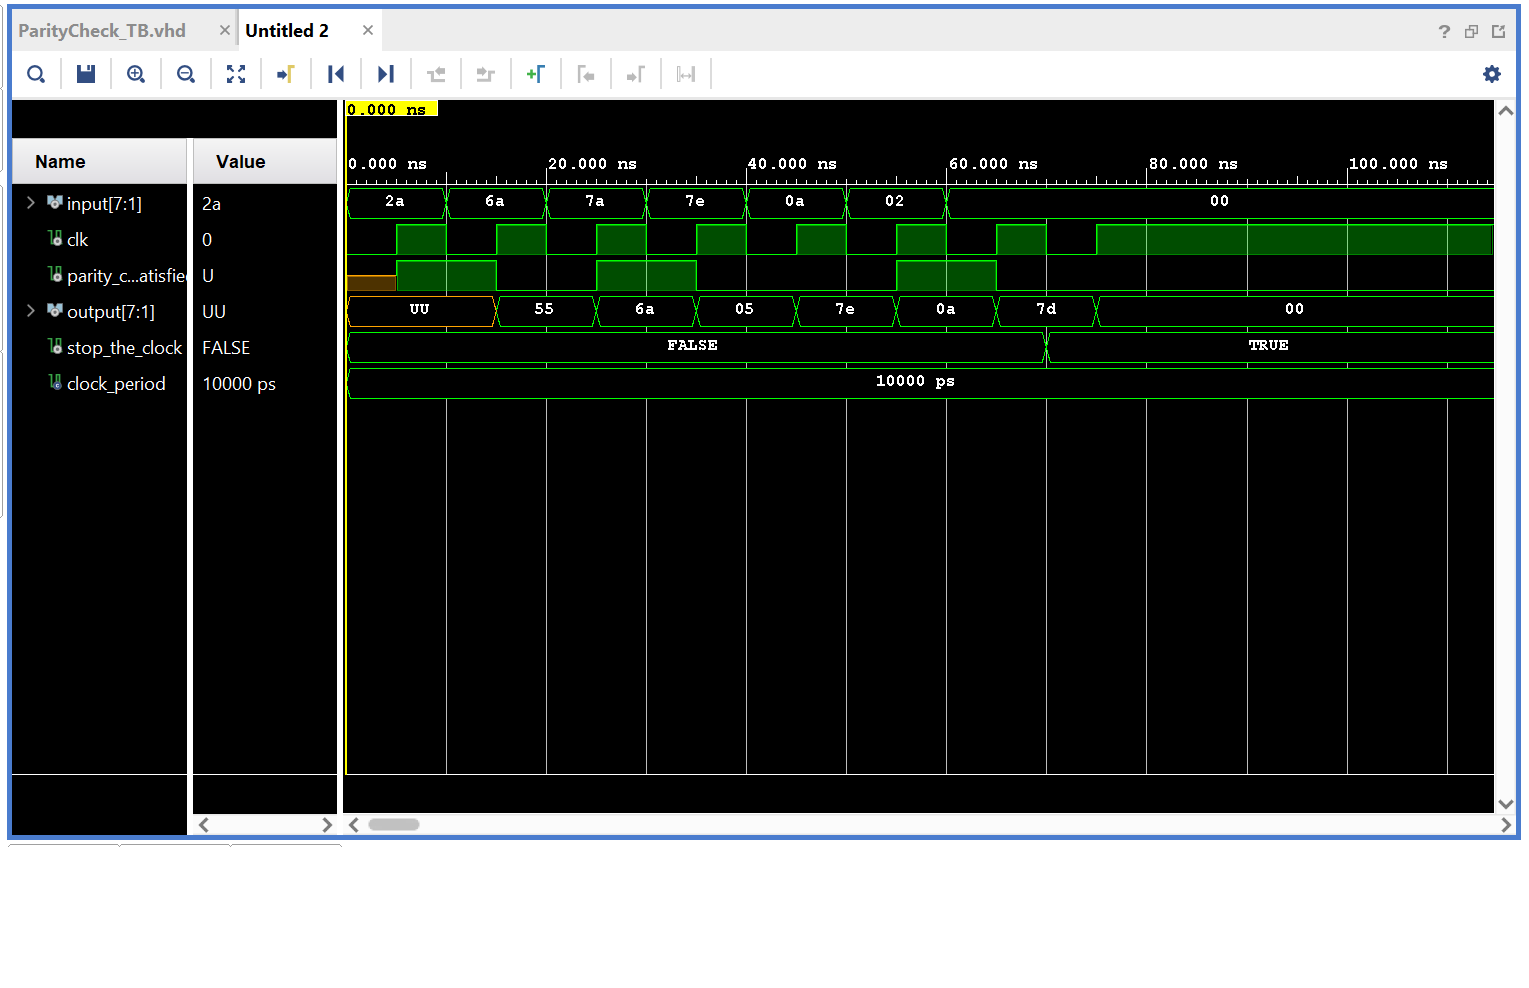 ParityCheck_TB.vhd × Untitled 2 × ?
0.000 ns
Name Value
0.000 ns 20.000 ns 40.000 ns 60.000 ns 80.000 ns 100.000 ns
input[7:1] 2a 2a 6a 7a 7e 0a 02 00
clk 0
parity_c...atisfied U
output[7:1] UU UU 55 6a 05 7e 0a 7d 00
stop_the_clock FALSE FALSE TRUE
clock_period 10000 ps 10000 ps